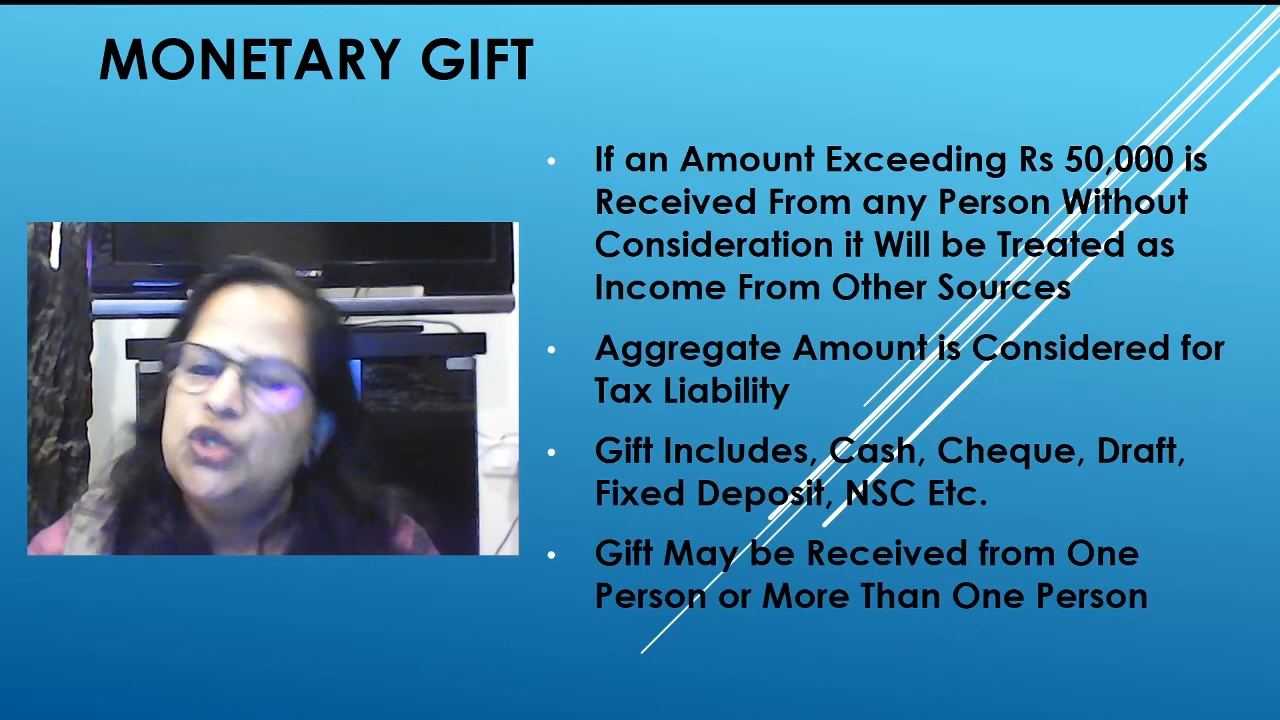 MONETARY GIFT
If an Amount Exceeding Rs 50,000 is
Received From any Person Without
Consideration it Will be Treated as
Income From Other Sources
Aggregate Amount is Considered for
Tax Liability
Gift Includes, Cash, Cheque, Draft,
Fixed Deposit, NSC Etc.
Gift May be Received from One
Person or More Than One Person